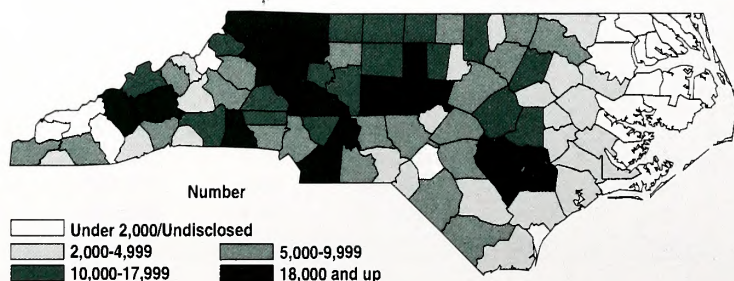 Number
Under 2,000/Undisclosed
2,000-4,999 5,000-9,999
10,000-17,999 18,000 and up